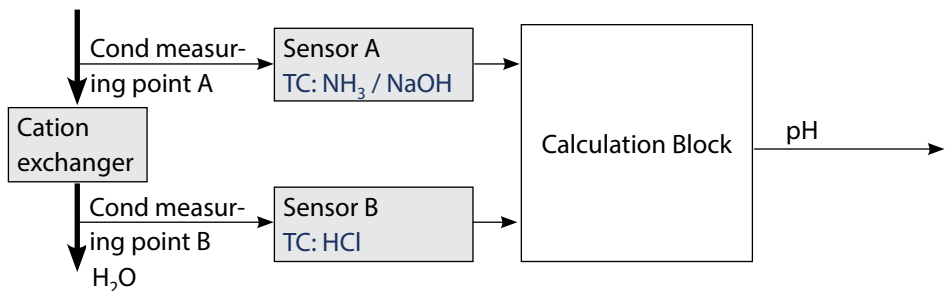 Cond measur-
ing point A
Sensor A
TC: NH₃ / NaOH
Cation
exchanger
Calculation Block
pH
Cond measur-
ing point B
Sensor B
TC: HCl
H₂O